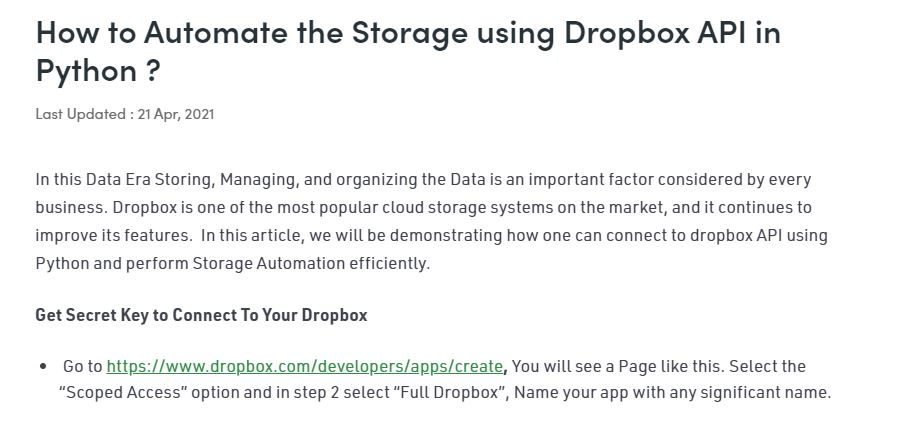 How to Automate the Storage using Dropbox API in
Python ?
Last Updated : 21 Apr, 2021
In this Data Era Storing, Managing, and organizing the Data is an important factor considered by every
business. Dropbox is one of the most popular cloud storage systems on the market, and it continues to
improve its features.  In this article, we will be demonstrating how one can connect to dropbox API using
Python and perform Storage Automation efficiently.
Get Secret Key to Connect To Your Dropbox
• Go to https://www.dropbox.com/developers/apps/create, You will see a Page like this. Select the
“Scoped Access” option and in step 2 select “Full Dropbox”, Name your app with any significant name.